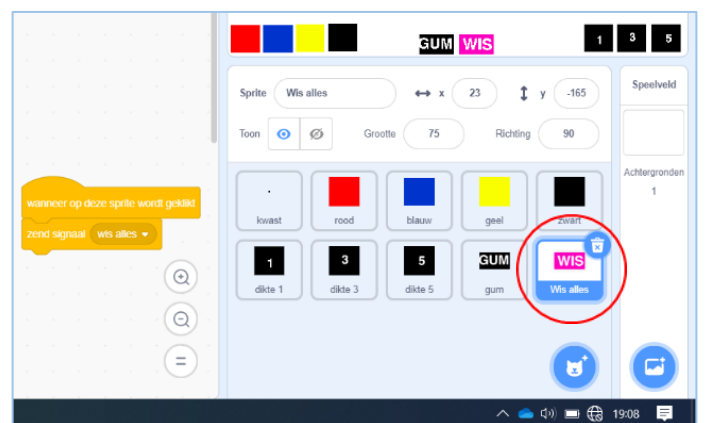 GUM WIS 1 3 5
Sprite Wis alles x 23 y -165
Toon Grootte 75 Richting 90
Speelveld
Achtergronden
1
wanneer op deze sprite wordt geklikt
zend signaal wis alles
kwast rood blauw geel zwart
1 3 5 GUM WIS
dikte 1 dikte 3 dikte 5 gum Wis alles
19:08